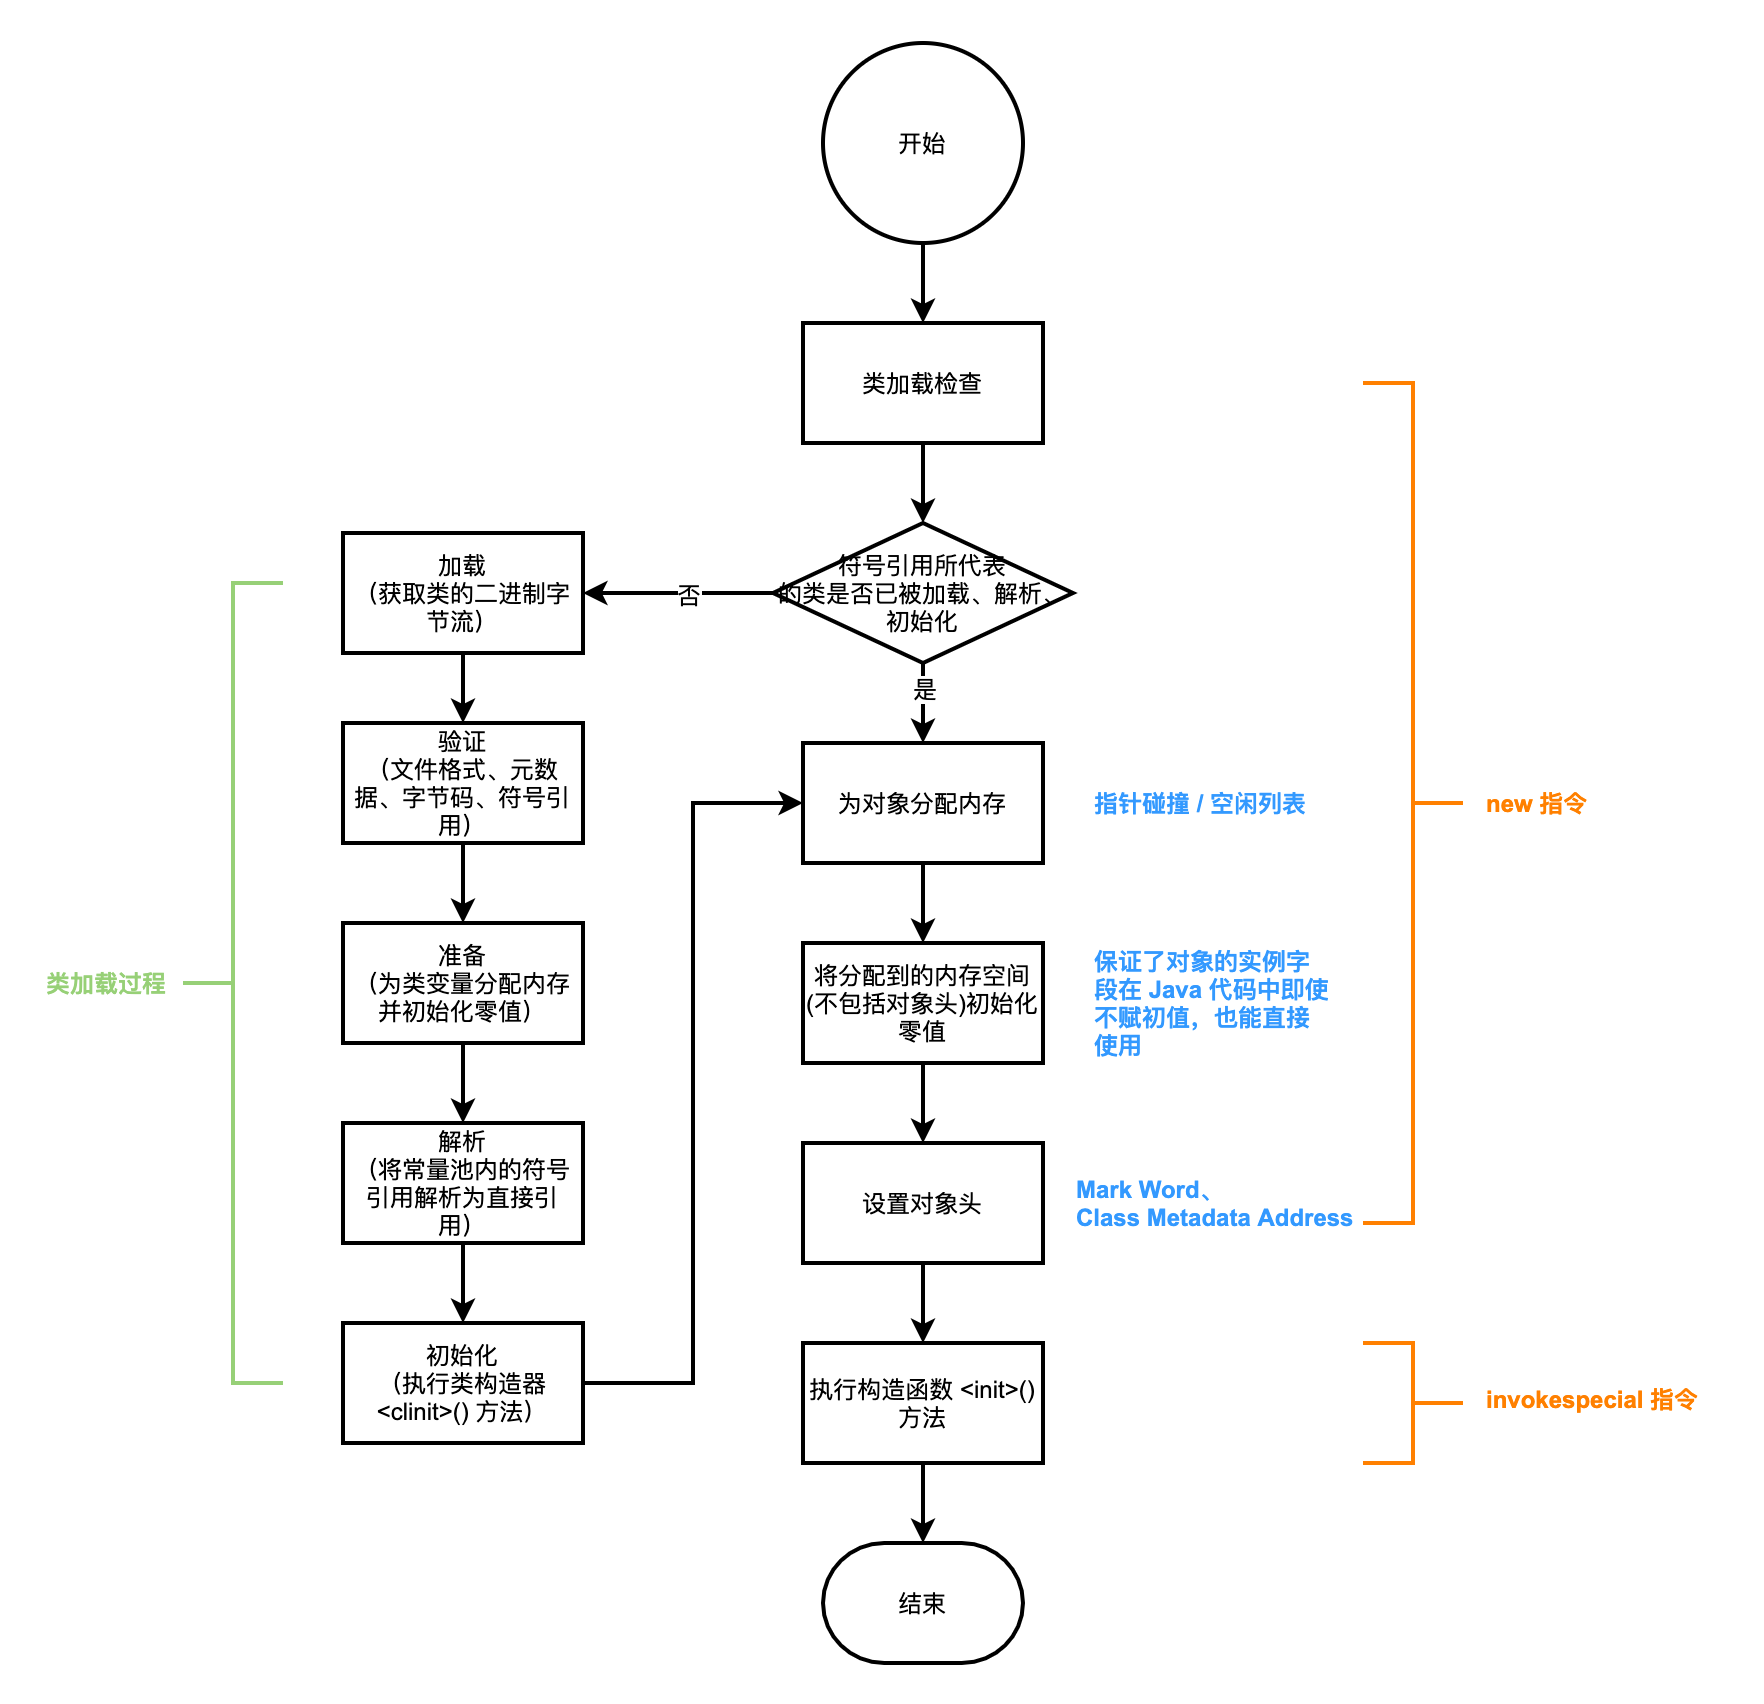 开始
类加载检查
符号引用所代表
的类是否已被加载、解析、
初始化
否
是
加载
（获取类的二进制字
节流）
验证
（文件格式、元数
据、字节码、符号引
用）
准备
（为类变量分配内存
并初始化零值）
解析
（将常量池内的符号
引用解析为直接引
用）
初始化
（执行类构造器
<clinit>() 方法）
类加载过程
为对象分配内存
指针碰撞 / 空闲列表
将分配到的内存空间
(不包括对象头)初始化
零值
保证了对象的实例字
段在 Java 代码中即使
不赋初值，也能直接
使用
设置对象头
Mark Word、
Class Metadata Address
new 指令
执行构造函数 <init>()
方法
invokespecial 指令
结束